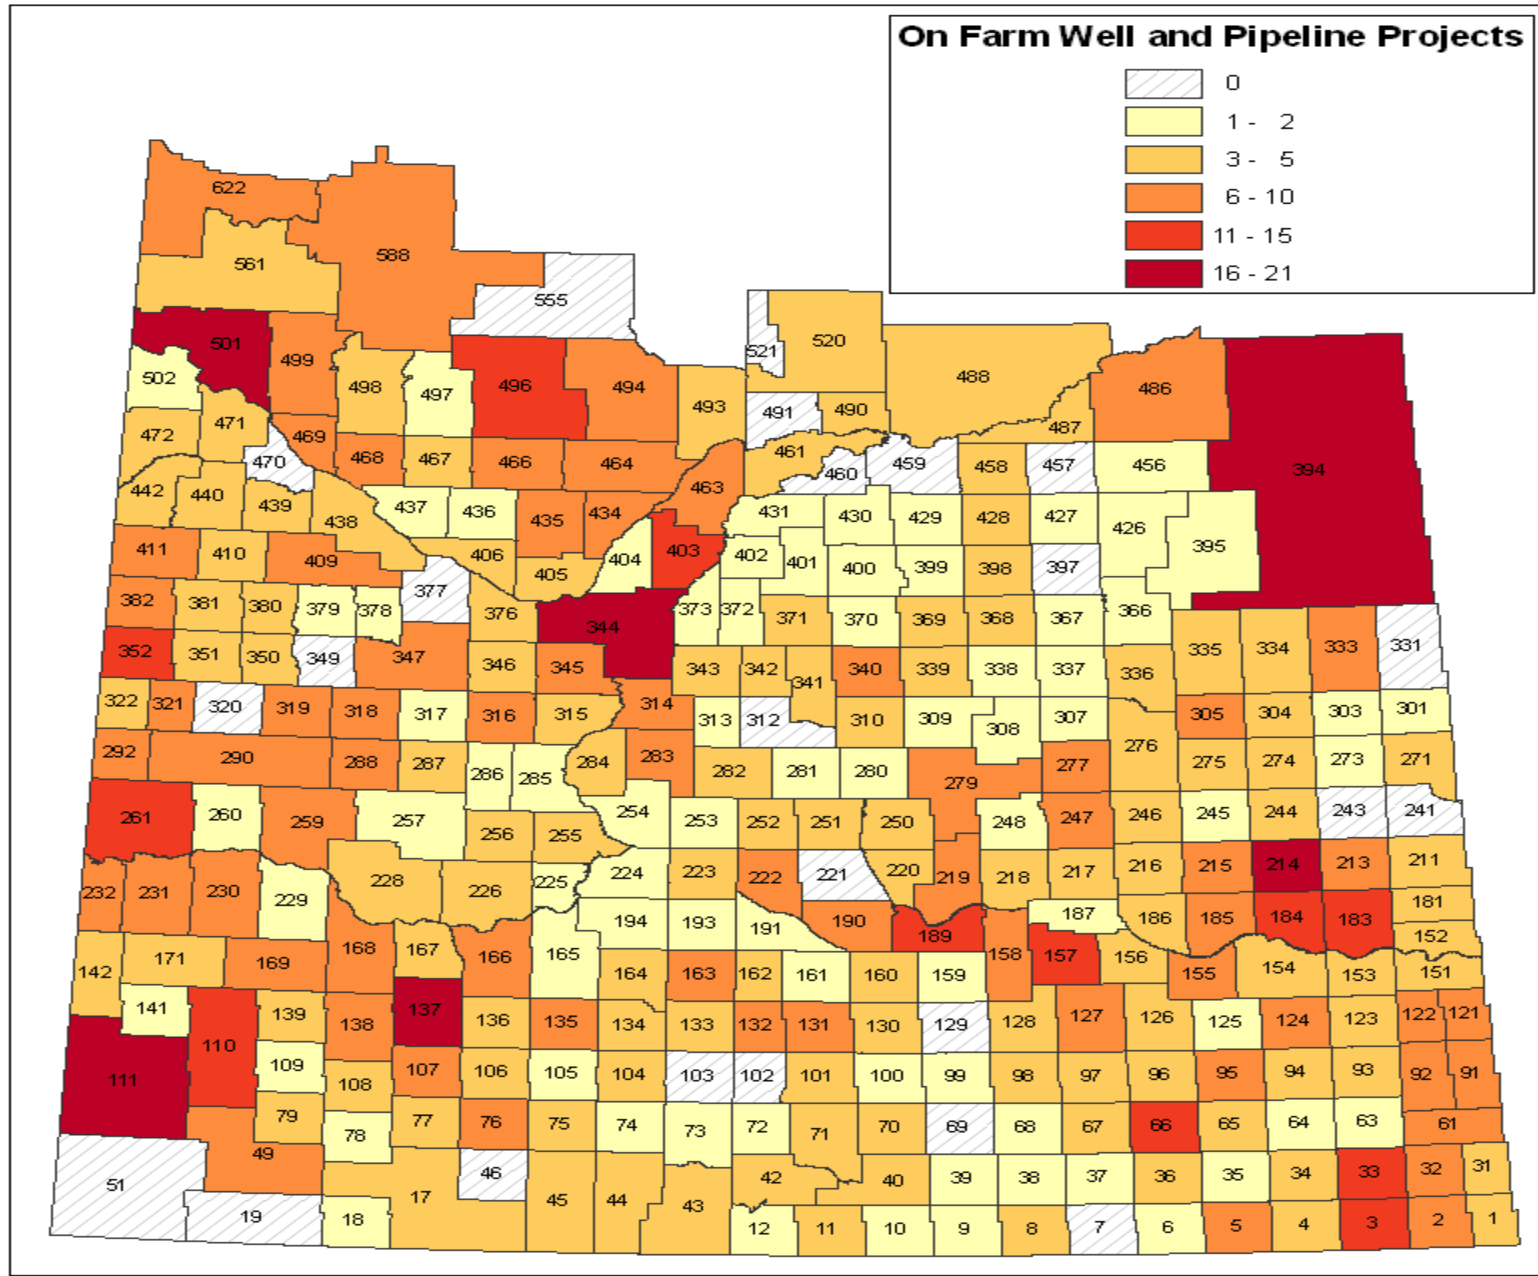 On Farm Well and Pipeline Projects
0
1 - 2
3 - 5
6 - 10
11 - 15
16 - 21
622
561 588
555
501 499 521 520
502 498 497 496 494 493 488 486
472 471 469 491 490 487
470 468 467 466 464 461 460 459 458 457 456 394
442 440 439 438 437 436 435 434 463 431 430 429 428 427 426
411 410 409 406 405 404 403 402 401 400 399 398 397 395
382 381 380 379 378 377 376 344 373 372 371 370 369 368 367 366
352 351 350 349 347 346 345 343 342 341 340 339 338 337 336 335 334 333 331
322 321 320 319 318 317 316 315 314 313 312 310 309 308 307 305 304 303 301
292 290 288 287 286 285 284 283 282 281 280 279 277 276 275 274 273 271
261 260 259 257 256 255 254 253 252 251 250 248 247 246 245 244 243 241
232 231 230 229 228 226 225 224 223 222 221 220 219 218 217 216 215 214 213 211
194 193 191 190 189 187 186 185 184 183 181
142 171 169 168 167 166 165 164 163 162 161 160 159 158 157 156 155 154 153 152 151
141 110 139 138 137 136 135 134 133 132 131 130 129 128 127 126 125 124 123 122 121
111 109 108 107 106 105 104 103 102 101 100 99 98 97 96 95 94 93 92 91
79 78 77 76 75 74 73 72 71 70 69 68 67 66 65 64 63 61
51 49 46 42 40 39 38 37 36 35 34 33 32 31
19 18 17 45 44 43 12 11 10 9 8 7 6 5 4 3 2 1